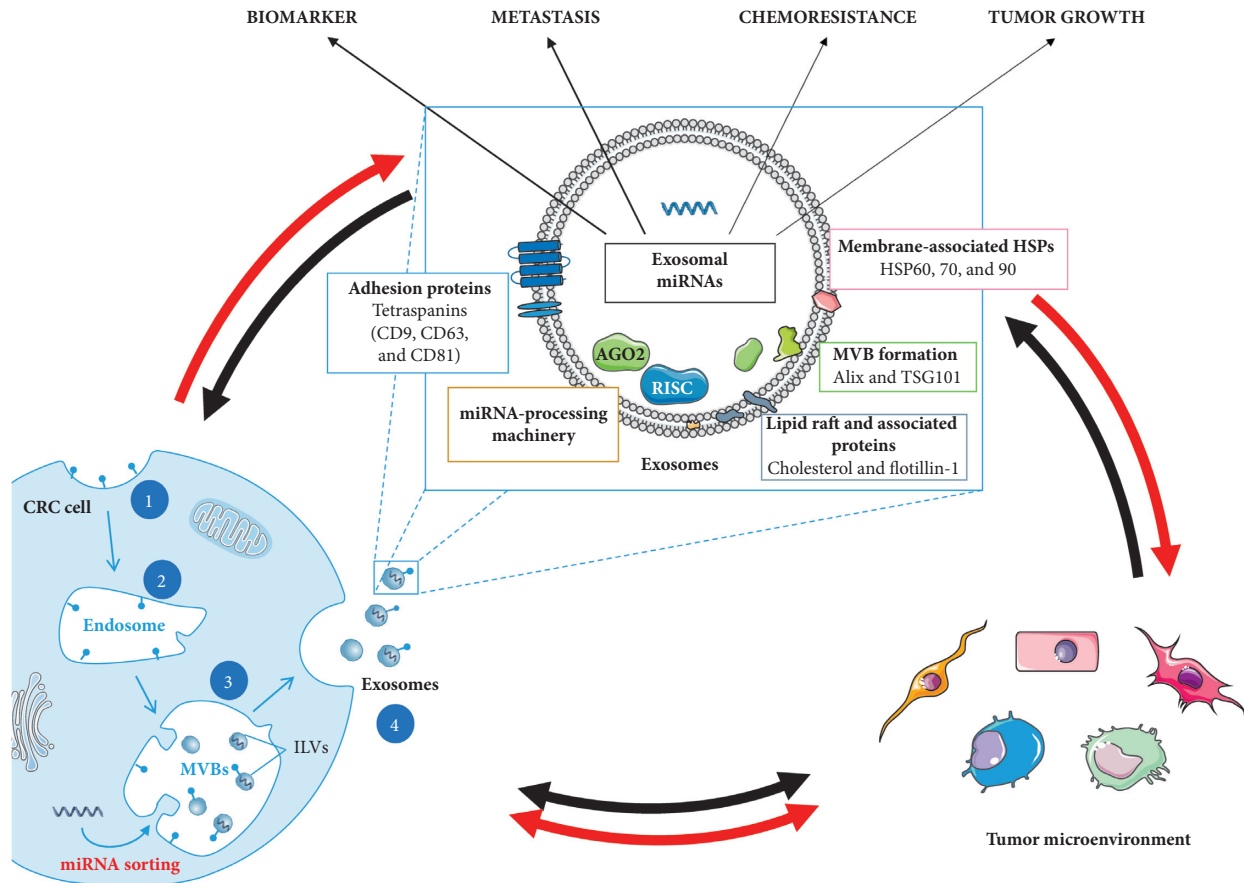 BIOMARKER
METASTASIS
CHEMORESISTANCE
TUMOR GROWTH
Exosomal
miRNAs
Membrane-associated HSPs
HSP60, 70, and 90
Adhesion proteins
Tetraspanins
(CD9, CD63,
and CD81)
AGO2
RISC
MVB formation
Alix and TSG101
miRNA-processing
machinery
Lipid raft and associated
proteins
Cholesterol and flotillin-1
Exosomes
CRC cell
1
2
Endosome
3
Exosomes
4
ILVs
MVBs
miRNA sorting
Tumor microenvironment